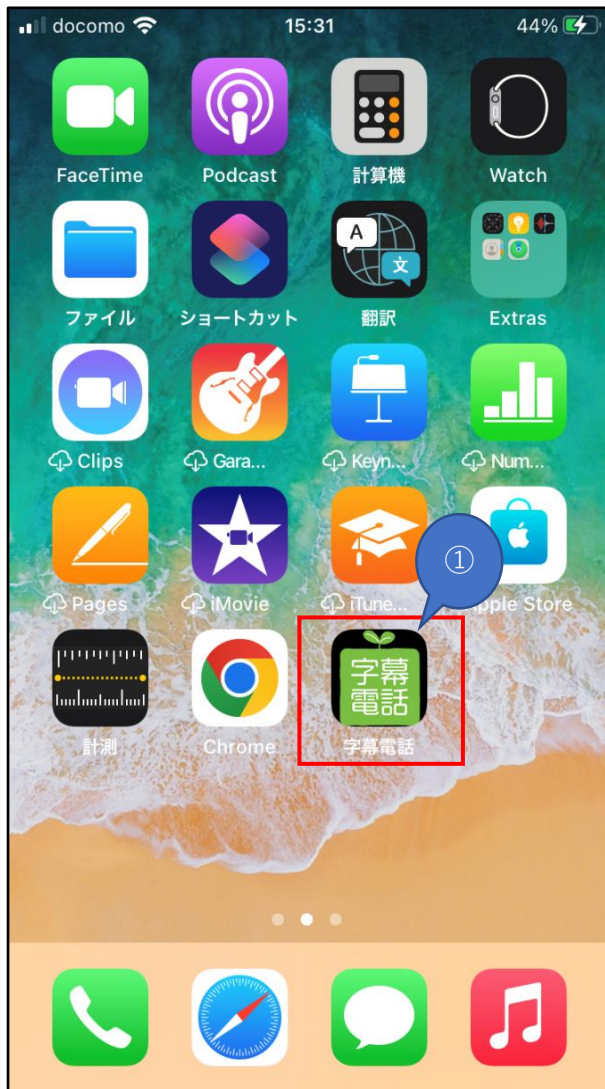 docomo 15:31 44%
FaceTime Podcast 計算機 Watch
A 文
ファイル ショートカット 翻訳 Extras
Clips Gara... Keyn... Num...
①
Pages iMovie iTune... pple Store
字幕
電話
計測 Chrome 字幕電話